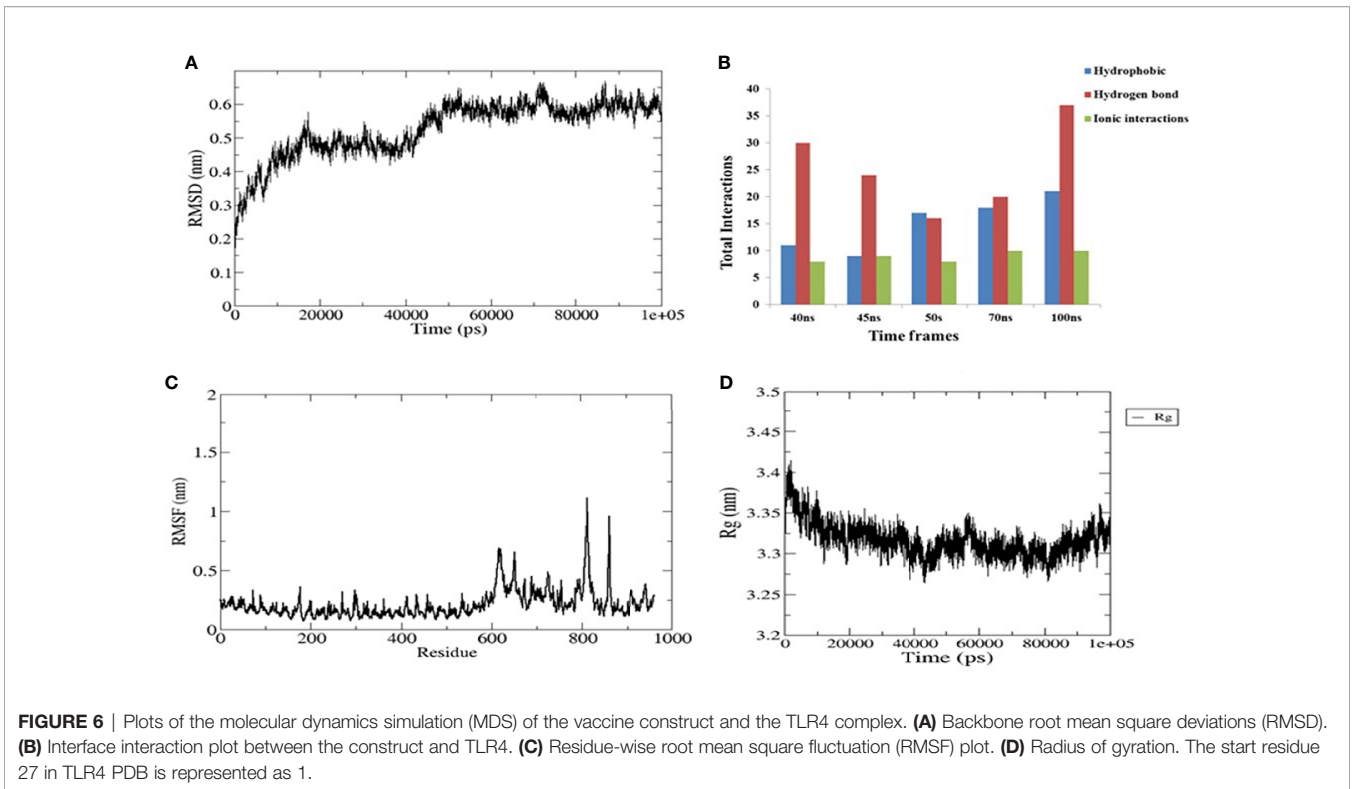 A
RMSD (nm)
0.6
0.5
0.4
0.3
0.2
0.1
0
0 20000 40000 60000 80000 1e+05
Time (ps)
B
Hydrophobic
Hydrogen bond
Ionic interactions
Total Interactions
40
35
30
25
20
15
10
5
0
40ns 45ns 50s 70ns 100ns
Time frames
C
RMSF (nm)
2
1.5
1
0.5
0
0 200 400 600 800 1000
Residue
D
Rg (nm)
3.5
3.45
3.4
3.35
3.3
3.25
3.2
0 20000 40000 60000 80000 1e+05
Time (ps)
Rg
FIGURE 6 | Plots of the molecular dynamics simulation (MDS) of the vaccine construct and the TLR4 complex. (A) Backbone root mean square deviations (RMSD).
(B) Interface interaction plot between the construct and TLR4. (C) Residue-wise root mean square fluctuation (RMSF) plot. (D) Radius of gyration. The start residue
27 in TLR4 PDB is represented as 1.